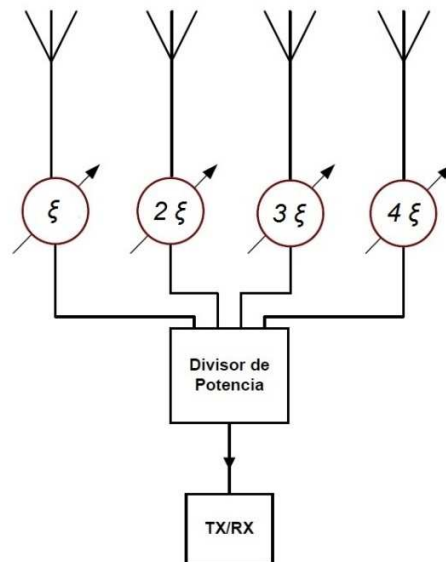 ξ
2 ξ
3 ξ
4 ξ
Divisor de
Potencia
TX/RX